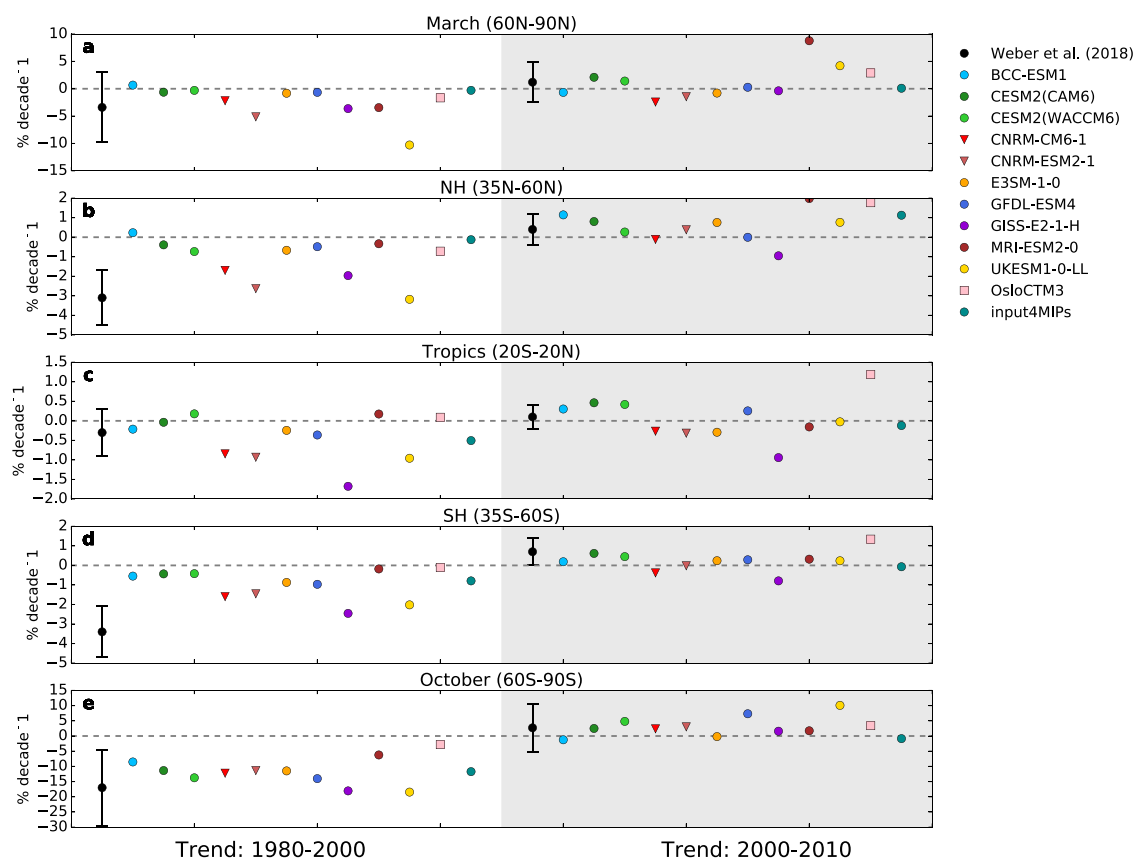 March (60N-90N)
a
10
5
0
−5
−10
−15
% decade⁻1
NH (35N-60N)
b
2
1
0
−1
−2
−3
−4
−5
% decade⁻1
Tropics (20S-20N)
c
1.5
1.0
0.5
0.0
−0.5
−1.0
−1.5
−2.0
% decade⁻1
SH (35S-60S)
d
2
1
0
−1
−2
−3
−4
−5
% decade⁻1
October (60S-90S)
e
15
10
5
0
−5
−10
−15
−20
−25
−30
% decade⁻1
Trend: 1980-2000
Trend: 2000-2010
Weber et al. (2018)
BCC-ESM1
CESM2(CAM6)
CESM2(WACCM6)
CNRM-CM6-1
CNRM-ESM2-1
E3SM-1-0
GFDL-ESM4
GISS-E2-1-H
MRI-ESM2-0
UKESM1-0-LL
OsloCTM3
input4MIPs